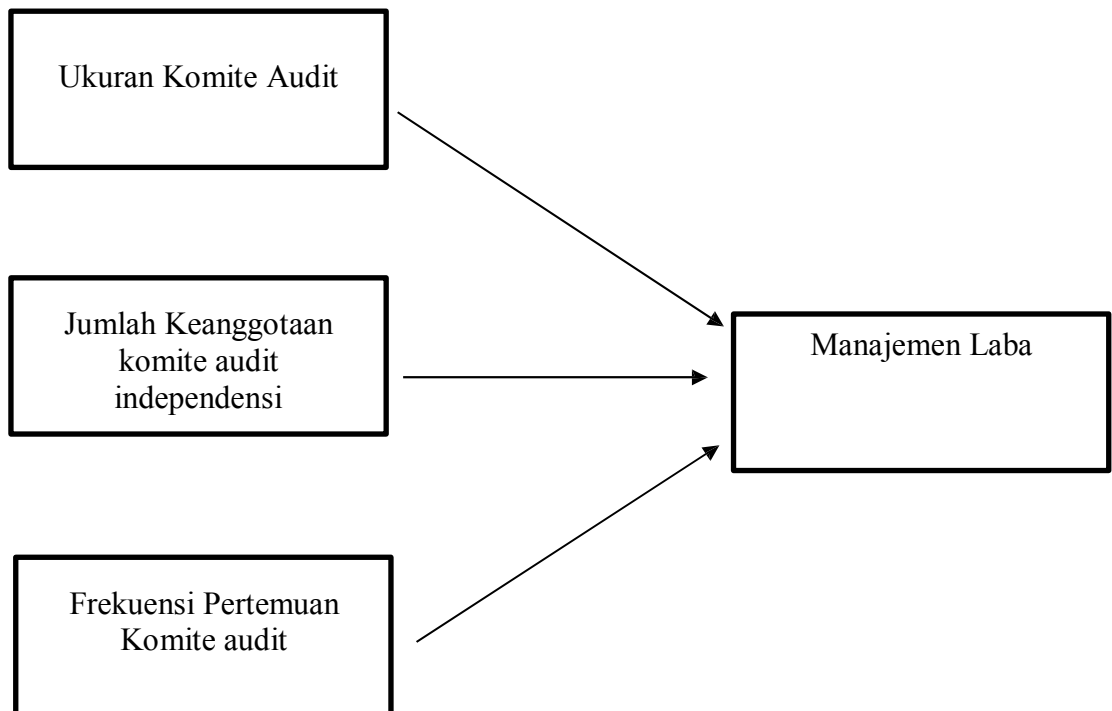 Ukuran Komite Audit
Jumlah Keanggotaan
komite audit
independensi
Manajemen Laba
Frekuensi Pertemuan
Komite audit